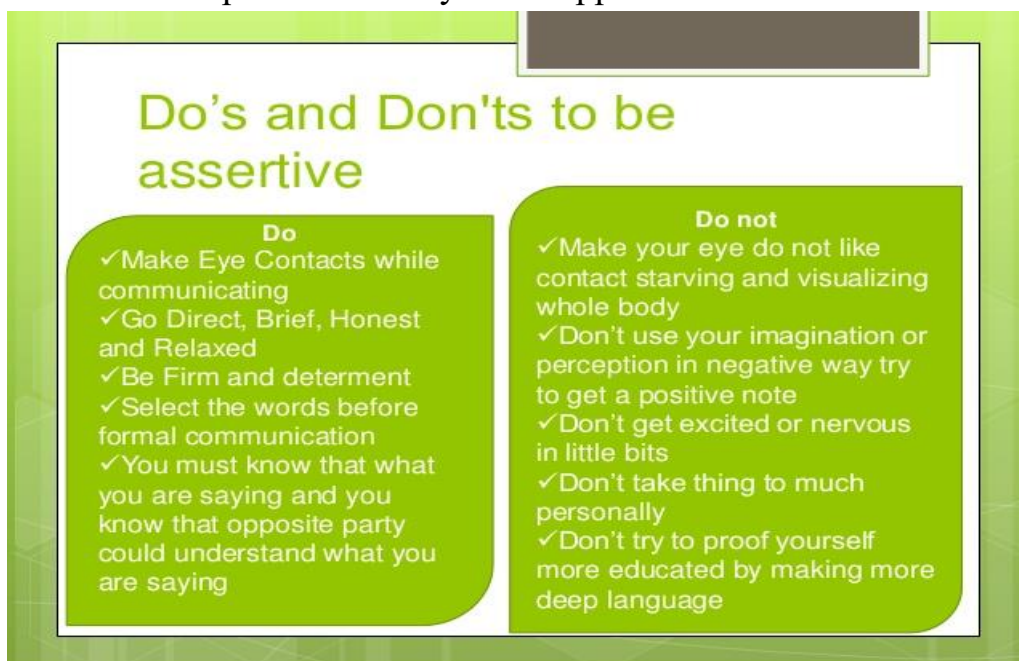 Do's and Don'ts to be
assertive
Do
✓Make Eye Contacts while
communicating
✓Go Direct, Brief, Honest
and Relaxed
✓Be Firm and determent
✓Select the words before
formal communication
✓You must know that what
you are saying and you
know that opposite party
could understand what you
are saying
Do not
✓Make your eye do not like
contact starving and visualizing
whole body
✓Don't use your imagination or
perception in negative way try
to get a positive note
✓Don't get excited or nervous
in little bits
✓Don't take thing to much
personally
✓Don't try to proof yourself
more educated by making more
deep language